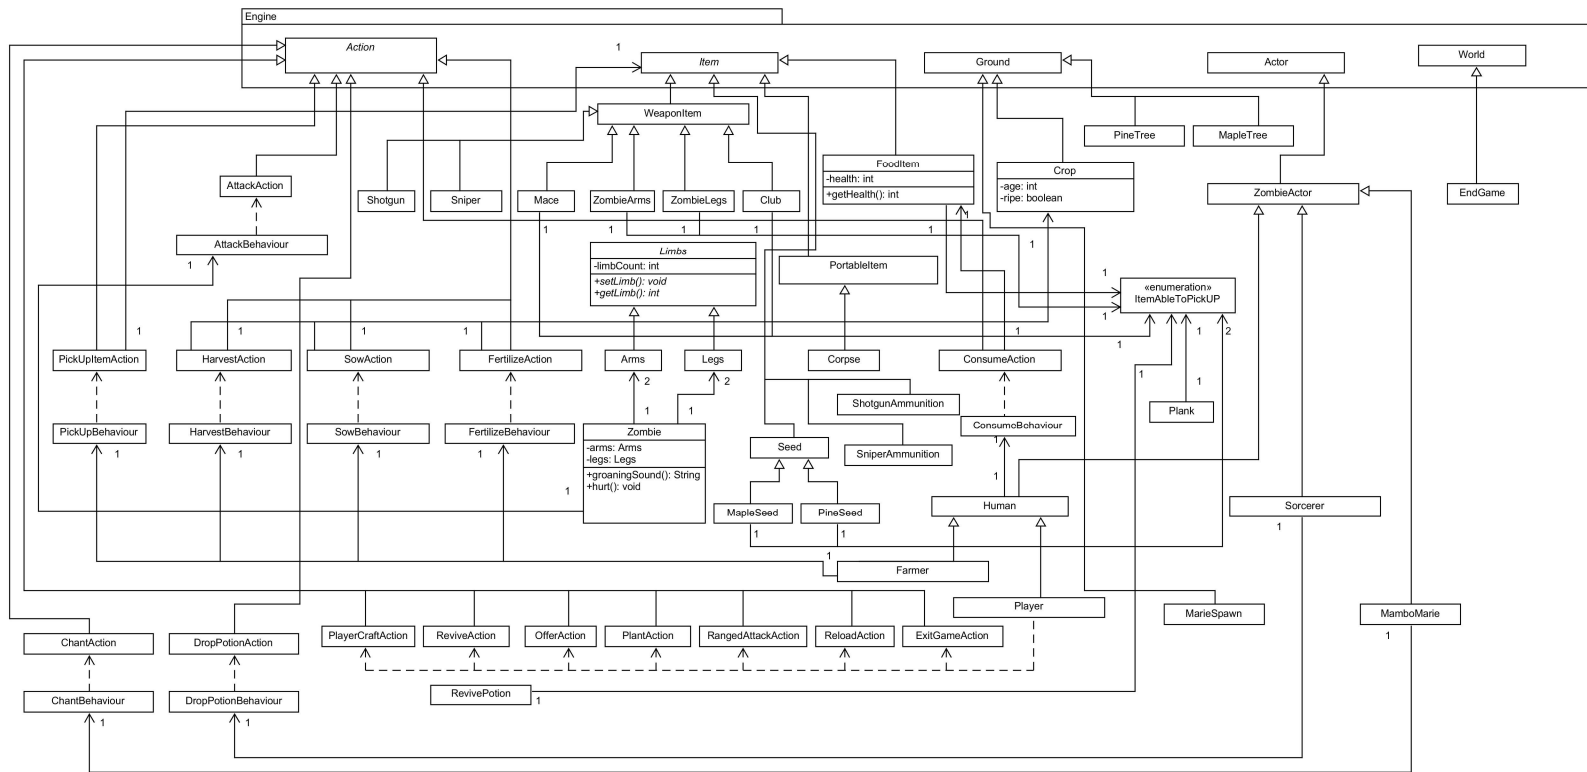 Engine
Action
1
Item
Ground
Actor
World
WeaponItem
PineTree
MapleTree
AttackAction
Shotgun
Sniper
Mace
ZombieArms
ZombieLegs
Club
FoodItem
-health: int
+getHealth(): int
Crop
-age: int
-ripe: boolean
ZombieActor
EndGame
AttackBehaviour
1
1
1
1
1
1
1
1
Limbs
-limbCount: int
+setLimb(): void
+getLimb(): int
PortableItem
1
«enumeration»
ItemAbleToPickUP
1
1
1
1
1
1
1
1
1
2
PickUpItemAction
HarvestAction
SowAction
FertilizeAction
Arms
Legs
Corpse
ConsumeAction
1
2
2
1
ShotgunAmmunition
Plank
1
1
PickUpBehaviour
HarvestBehaviour
SowBehaviour
FertilizeBehaviour
Zombie
-arms: Arms
-legs: Legs
+groaningSound(): String
+hurt(): void
ConsumeBehaviour
1
1
1
1
1
Seed
SniperAmmunition
1
1
MapleSeed
PineSeed
Human
Sorcerer
1
1
1
1
Farmer
Player
MarieSpawn
MamboMarie
ChantAction
DropPotionAction
PlayerCraftAction
ReviveAction
OfferAction
PlantAction
RangedAttackAction
ReloadAction
ExitGameAction
1
ChantBehaviour
DropPotionBehaviour
RevivePotion
1
1
1